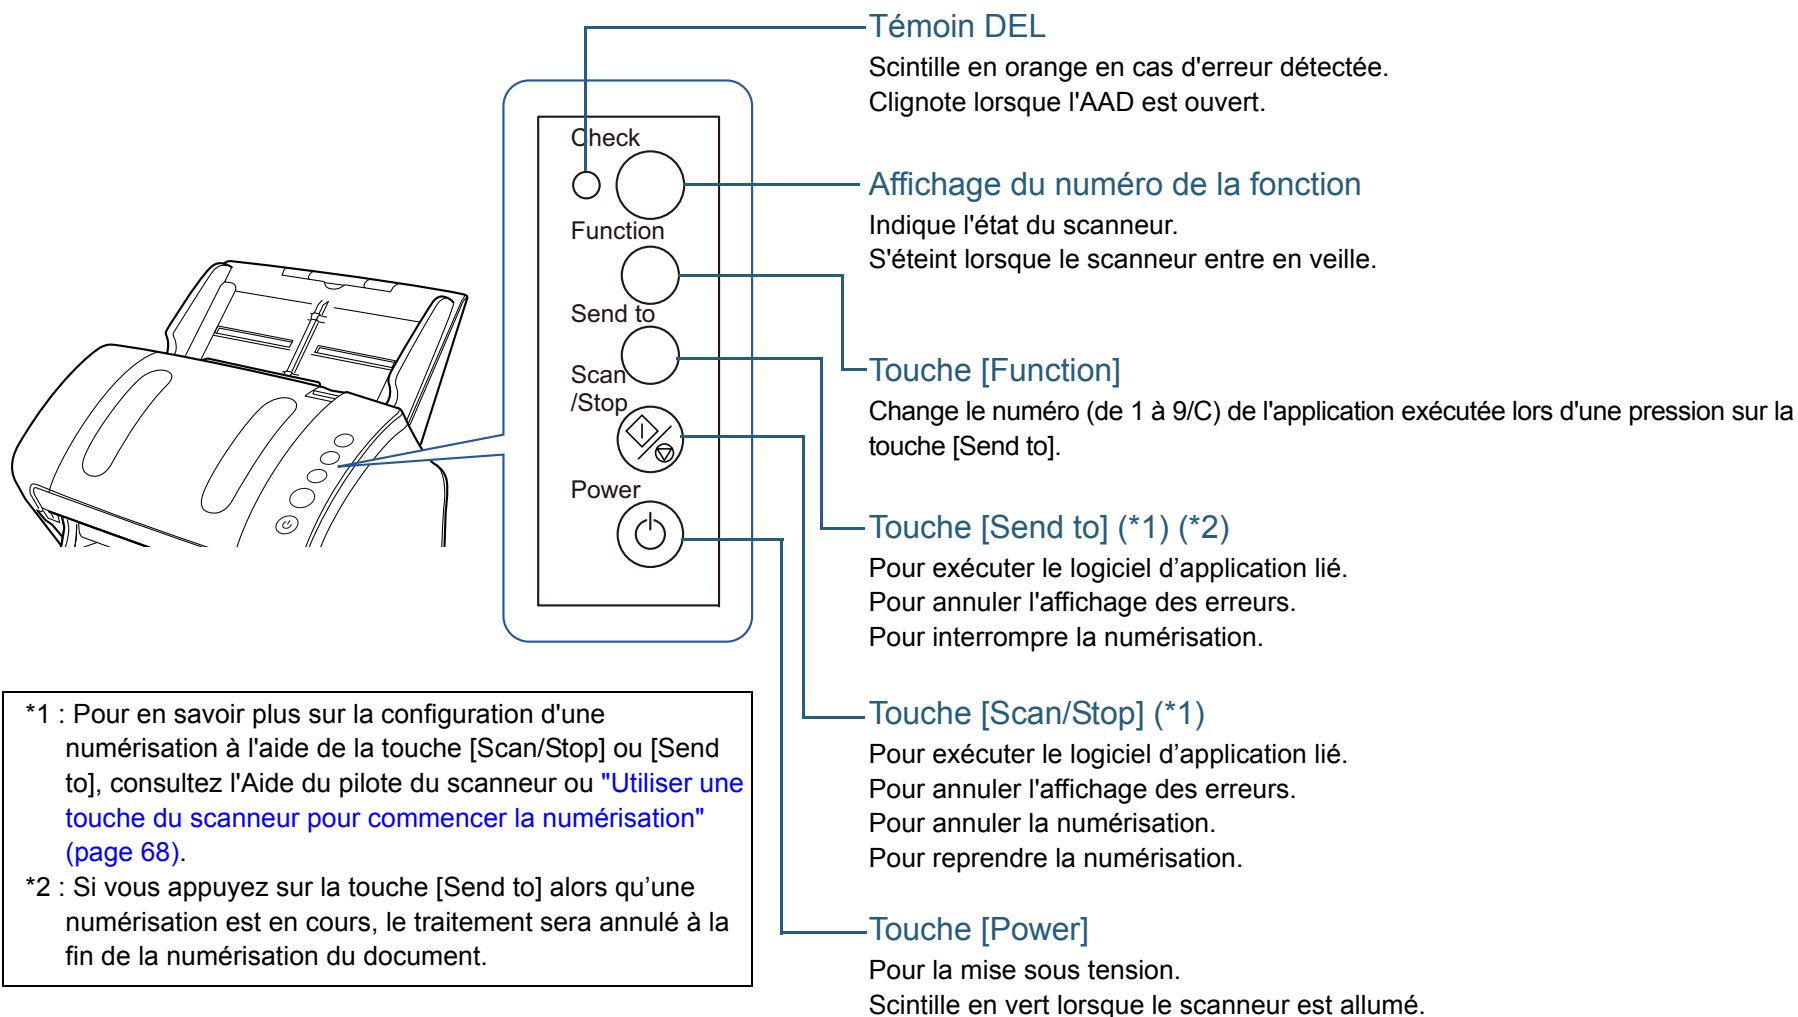 Témoin DEL
Scintille en orange en cas d'erreur détectée.
Clignote lorsque l'AAD est ouvert.
Check
Affichage du numéro de la fonction
Indique l'état du scanneur.
S'éteint lorsque le scanneur entre en veille.
Function
Send to
Scan
/Stop
Power
Touche [Function]
Change le numéro (de 1 à 9/C) de l'application exécutée lors d'une pression sur la
touche [Send to].
Touche [Send to] (*1) (*2)
Pour exécuter le logiciel d’application lié.
Pour annuler l'affichage des erreurs.
Pour interrompre la numérisation.
Touche [Scan/Stop] (*1)
Pour exécuter le logiciel d’application lié.
Pour annuler l'affichage des erreurs.
Pour annuler la numérisation.
Pour reprendre la numérisation.
Touche [Power]
Pour la mise sous tension.
Scintille en vert lorsque le scanneur est allumé.
*1 : Pour en savoir plus sur la configuration d'une
numérisation à l'aide de la touche [Scan/Stop] ou [Send
to], consultez l'Aide du pilote du scanneur ou "Utiliser une
touche du scanneur pour commencer la numérisation"
(page 68).
*2 : Si vous appuyez sur la touche [Send to] alors qu’une
numérisation est en cours, le traitement sera annulé à la
fin de la numérisation du document.